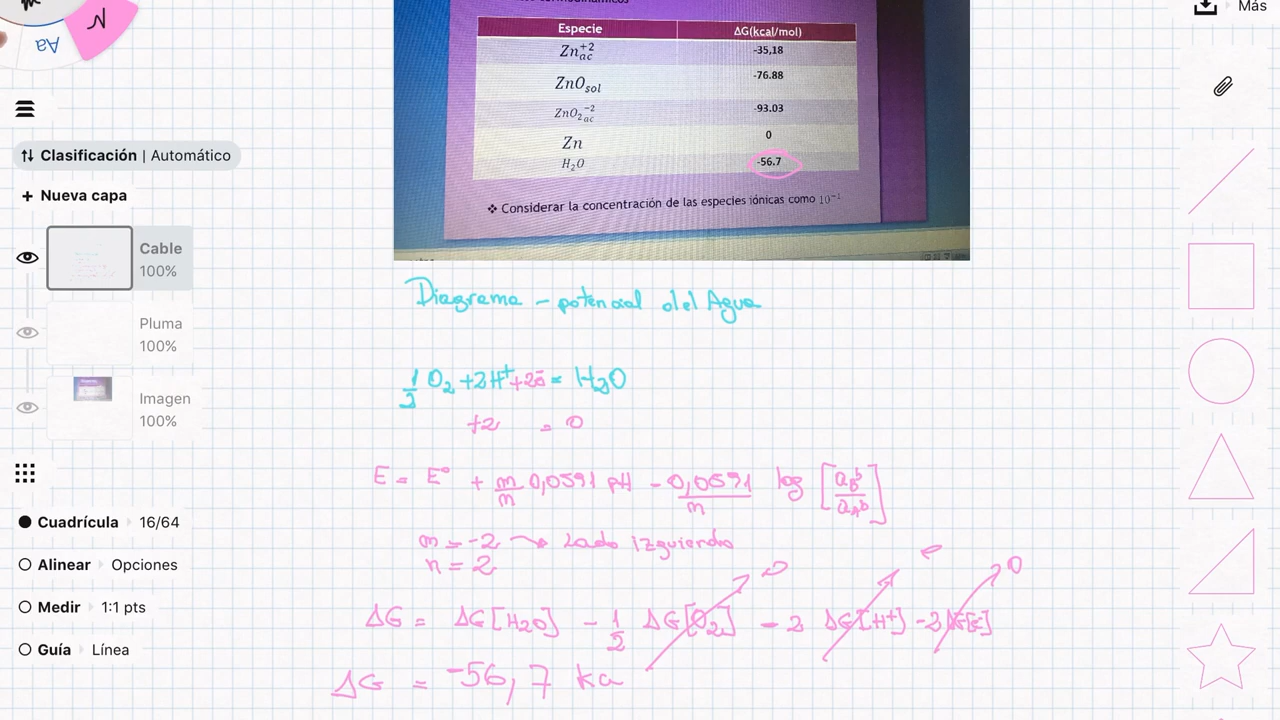 Más
Aa
Especie ΔG(kcal/mol)
Zn⁺²ac -35,18
ZnOsol -76.88
ZnO₂⁻²ac -93.03
Zn 0
H₂O -56.7
❖ Considerar la concentración de las especies iónicas como 10⁻¹
Clasificación | Automático
+ Nueva capa
Cable
100%
Pluma
100%
Imagen
100%
Cuadrícula 16/64
Alinear Opciones
Medir 1:1 pts
Guía Línea
Diagrama - potencial del Agua
1/2 O₂ +2H⁺ +2ē = H₂O
+2 = 0
E = E° + m/n 0,0591 pH - 0,0591/n log [aBᵇ/aAᵇ]
m = -2 → Lado Izquierdo
n = 2
ΔG = ΔG[H₂O] - 1/2 ΔG[O₂] - 2 ΔG[H⁺] -2ΔG[ē]
ΔG = -56,7 kc